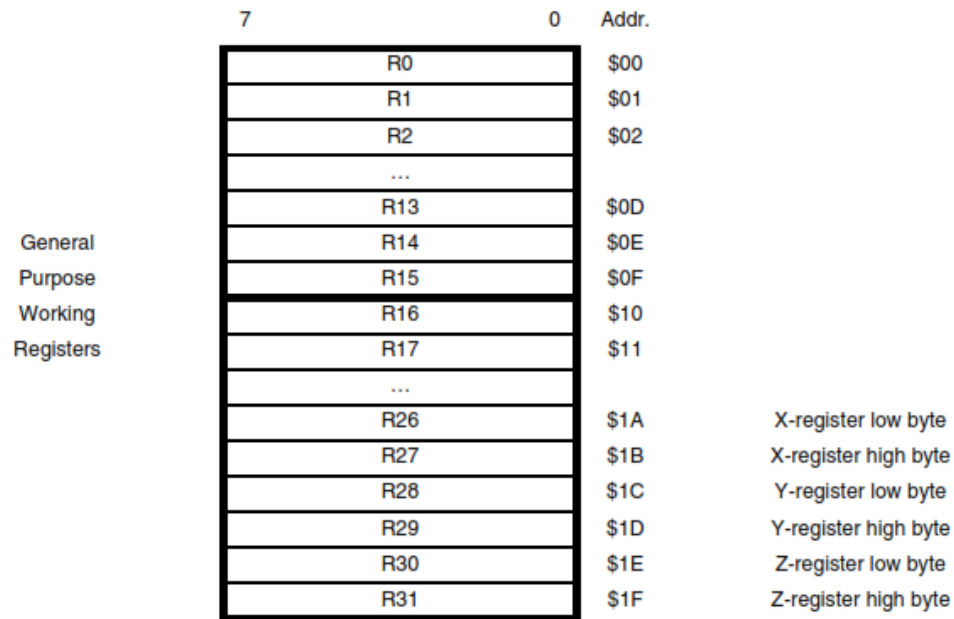 7 0 Addr.
R0 $00
R1 $01
R2 $02
...
R13 $0D
General R14 $0E
Purpose R15 $0F
Working R16 $10
Registers R17 $11
...
R26 $1A X-register low byte
R27 $1B X-register high byte
R28 $1C Y-register low byte
R29 $1D Y-register high byte
R30 $1E Z-register low byte
R31 $1F Z-register high byte